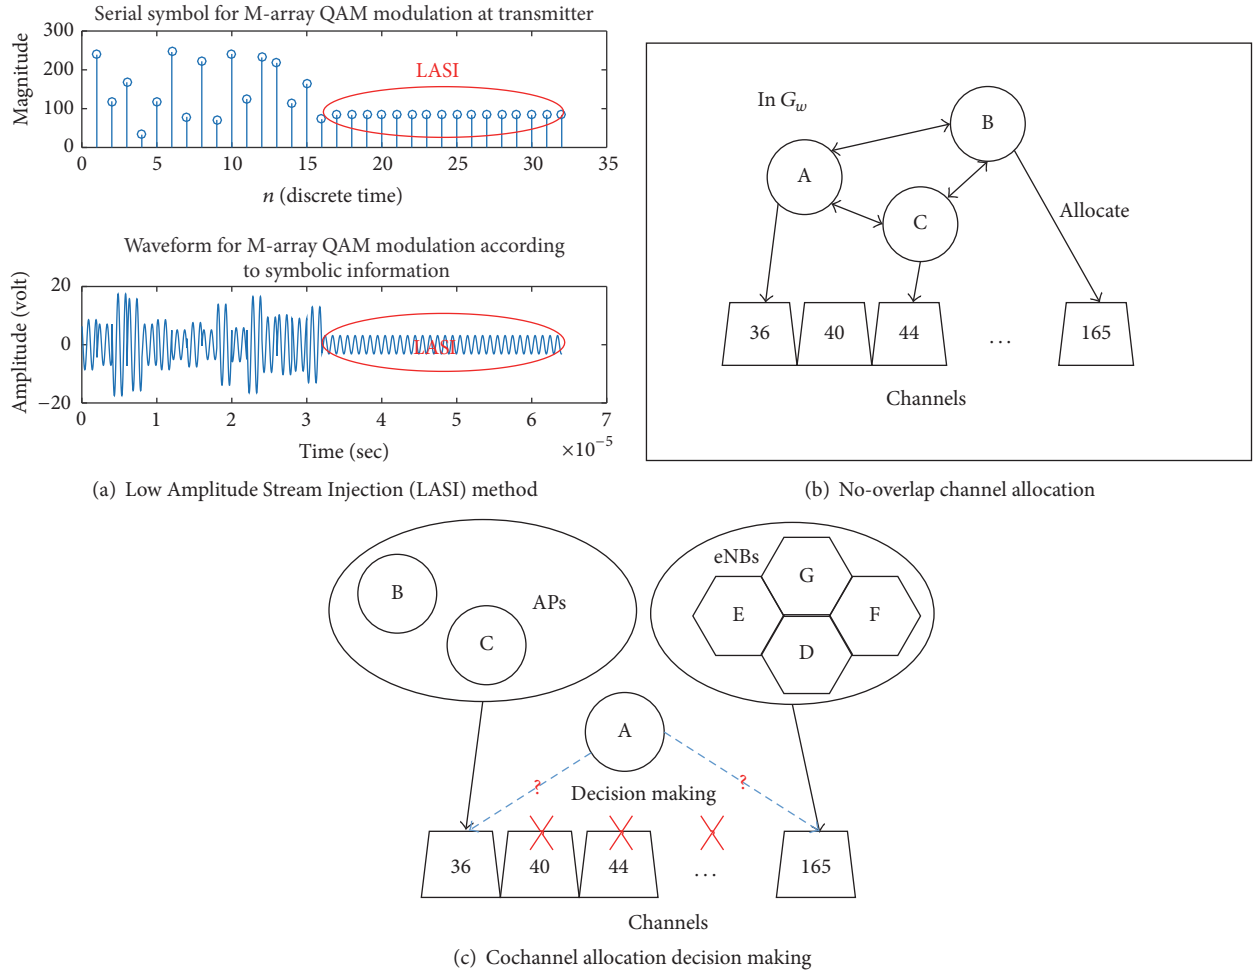 Serial symbol for M-array QAM modulation at transmitter
300
200
100
0
Magnitude
LASI
0 5 10 15 20 25 30 35
n (discrete time)
Waveform for M-array QAM modulation according
to symbolic information
20
0
−20
Amplitude (volt)
LASI
0 1 2 3 4 5 6 7
Time (sec)
×10−5
(a) Low Amplitude Stream Injection (LASI) method
In Gw
B
A
C
Allocate
36 40 44 ... 165
Channels
(b) No-overlap channel allocation
B
C
APs
eNBs
G
E
F
D
A
? ?
Decision making
36 40 44 ... 165
Channels
(c) Cochannel allocation decision making